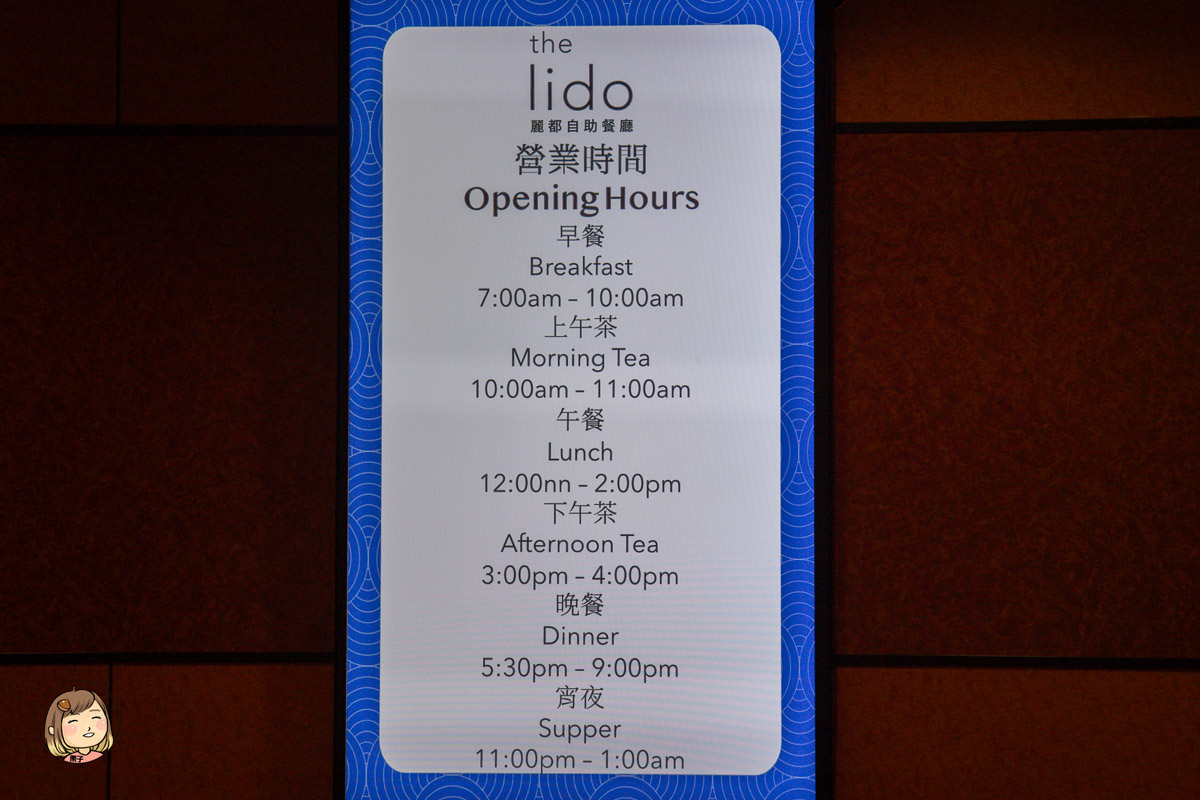 the
lido
麗都自助餐廳
營業時間
Opening Hours
早餐
Breakfast
7:00am – 10:00am
上午茶
Morning Tea
10:00am – 11:00am
午餐
Lunch
12:00nn – 2:00pm
下午茶
Afternoon Tea
3:00pm – 4:00pm
晚餐
Dinner
5:30pm – 9:00pm
宵夜
Supper
11:00pm – 1:00am